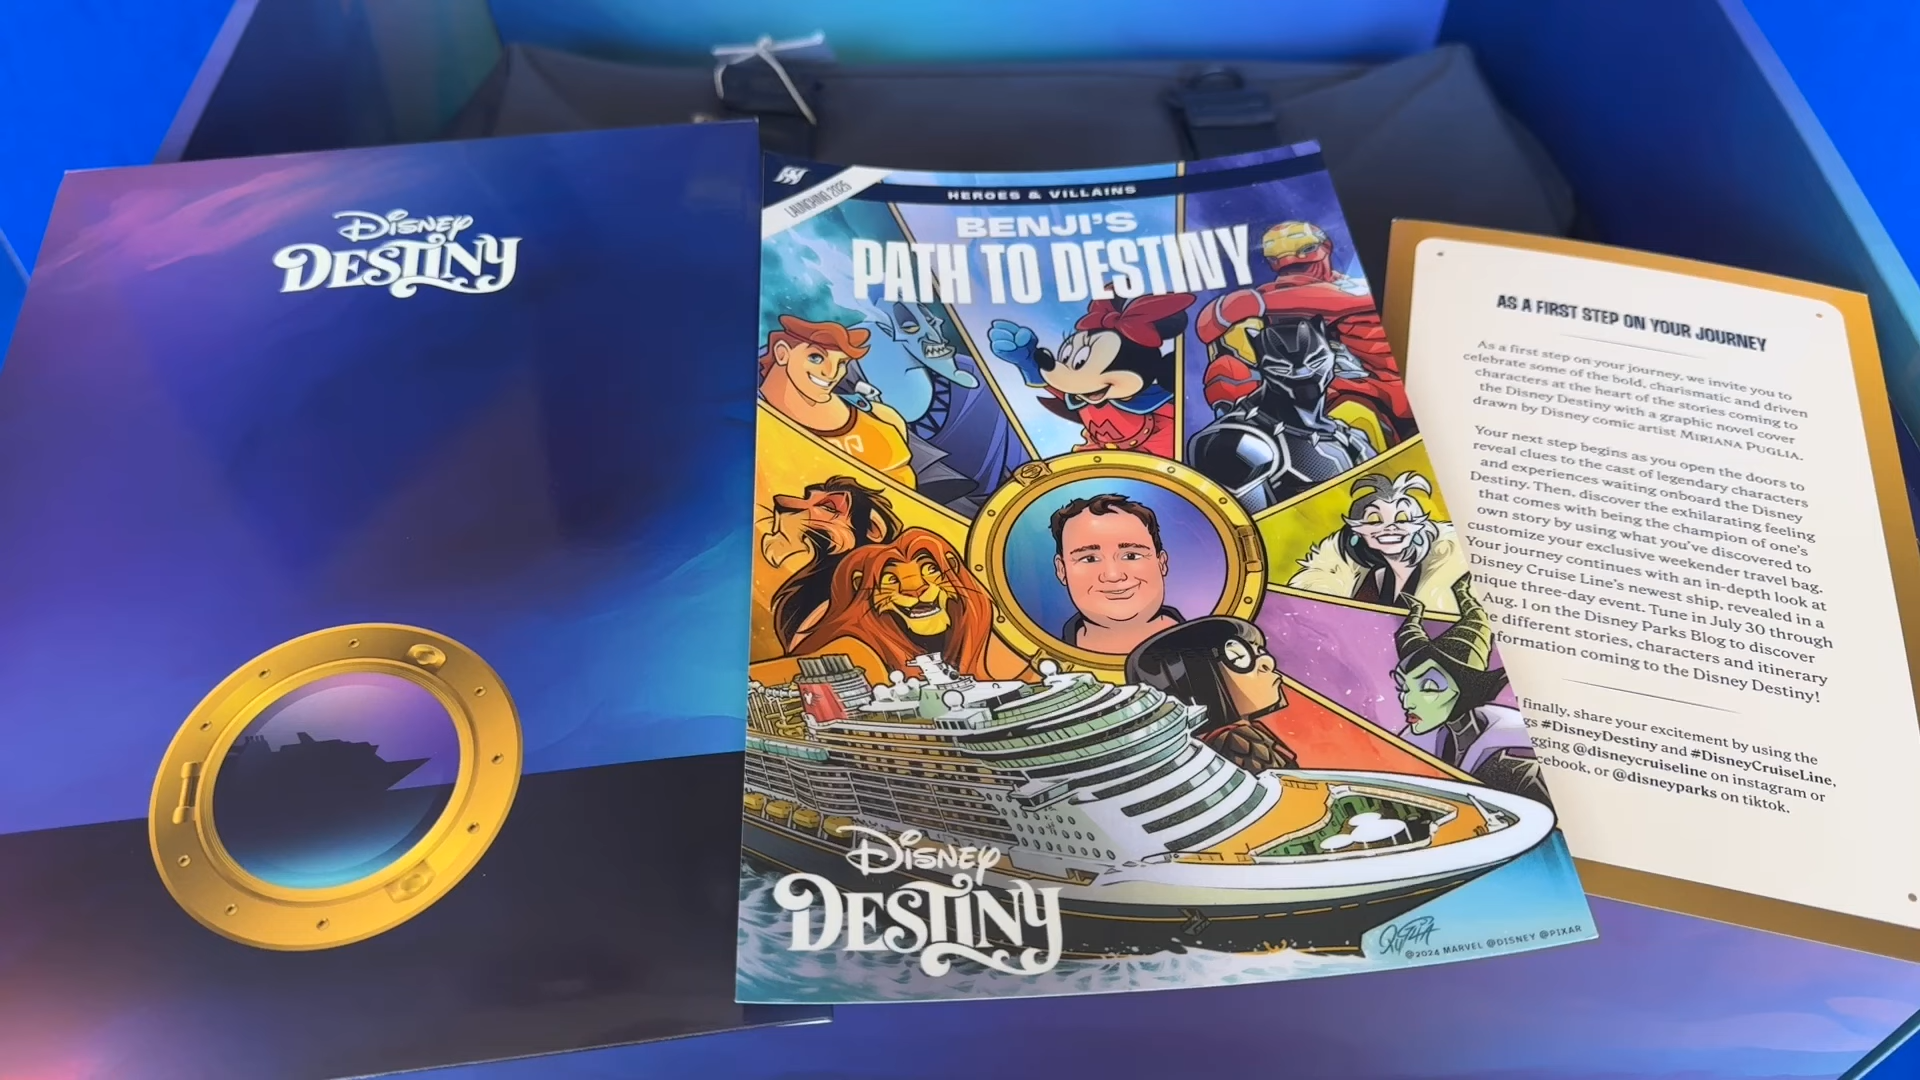 Disney
DESTINY
LAUNCHING 2025
HEROES & VILLAINS
BENJI'S
PATH TO DESTINY
M
Disney
DESTINY
©2024 MARVEL @DISNEY @PIXAR
AS A FIRST STEP ON YOUR JOURNEY
As a first step on your journey, we invite you to
celebrate some of the bold, charismatic and driven
characters at the heart of the stories coming to
the Disney Destiny with a graphic novel cover
drawn by Disney comic artist MIRIANA PUGLIA.
Your next step begins as you open the doors to
reveal clues to the cast of legendary characters
and experiences waiting onboard the Disney
Destiny. Then, discover the exhilarating feeling
that comes with being the champion of one's
own story by using what you've discovered to
customize your exclusive weekender travel bag.
Your journey continues with an in-depth look at
Disney Cruise Line's newest ship, revealed in a
nique three-day event. Tune in July 30 through
Aug. 1 on the Disney Parks Blog to discover
e different stories, characters and itinerary
formation coming to the Disney Destiny!
finally, share your excitement by using the
gs #DisneyDestiny and #DisneyCruiseLine,
gging @disneycruiseline on instagram or
cebook, or @disneyparks on tiktok.